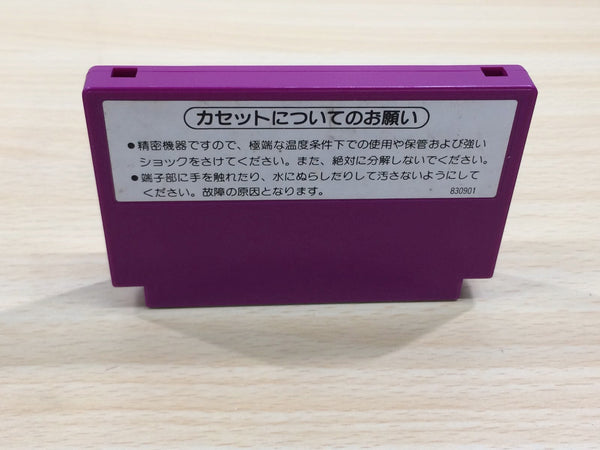 カセットについてのお願い
●精密機器ですので、極端な温度条件下での使用や保管および強い
ショックをさけてください。また、絶対に分解しないでください。
●端子部に手を触れたり、水にぬらしたりして汚さないようにして
ください。故障の原因となります。
830901